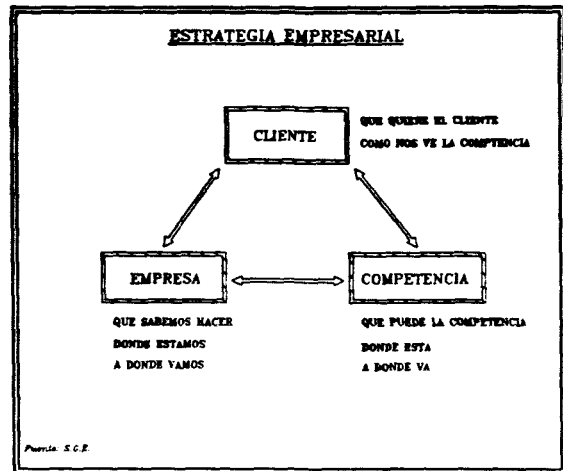 ESTRATEGIA EMPRESARIAL
CLIENTE
QUE QUIERE EL CLIENTE
COMO NOS VE LA COMPTENCIA
EMPRESA
COMPETENCIA
QUE SABEMOS HACER
DONDE ESTAMOS
A DONDE VAMOS
QUE PUEDE LA COMPETENCIA
DONDE ESTA
A DONDE VA
Fuente: S.G.E.